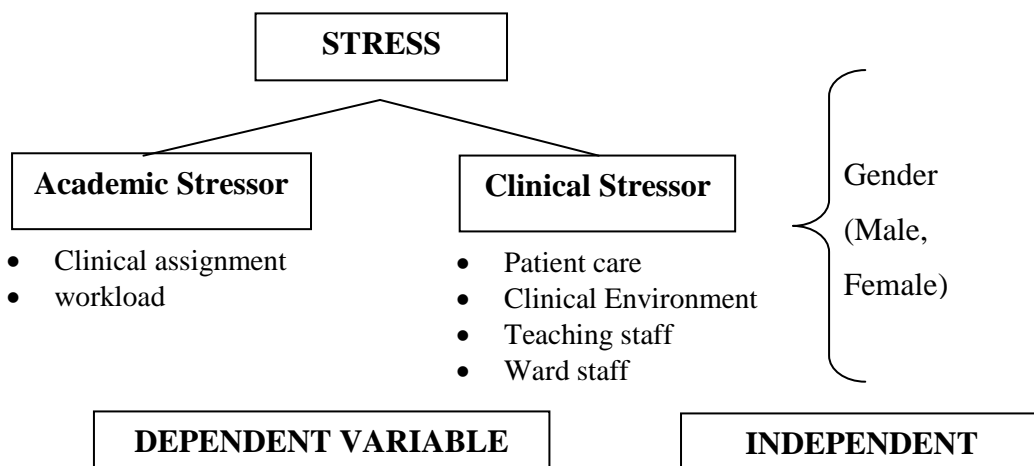 STRESS
Academic Stressor
• Clinical assignment
• workload
Clinical Stressor
• Patient care
• Clinical Environment
• Teaching staff
• Ward staff
Gender
(Male,
Female)
DEPENDENT VARIABLE
INDEPENDENT